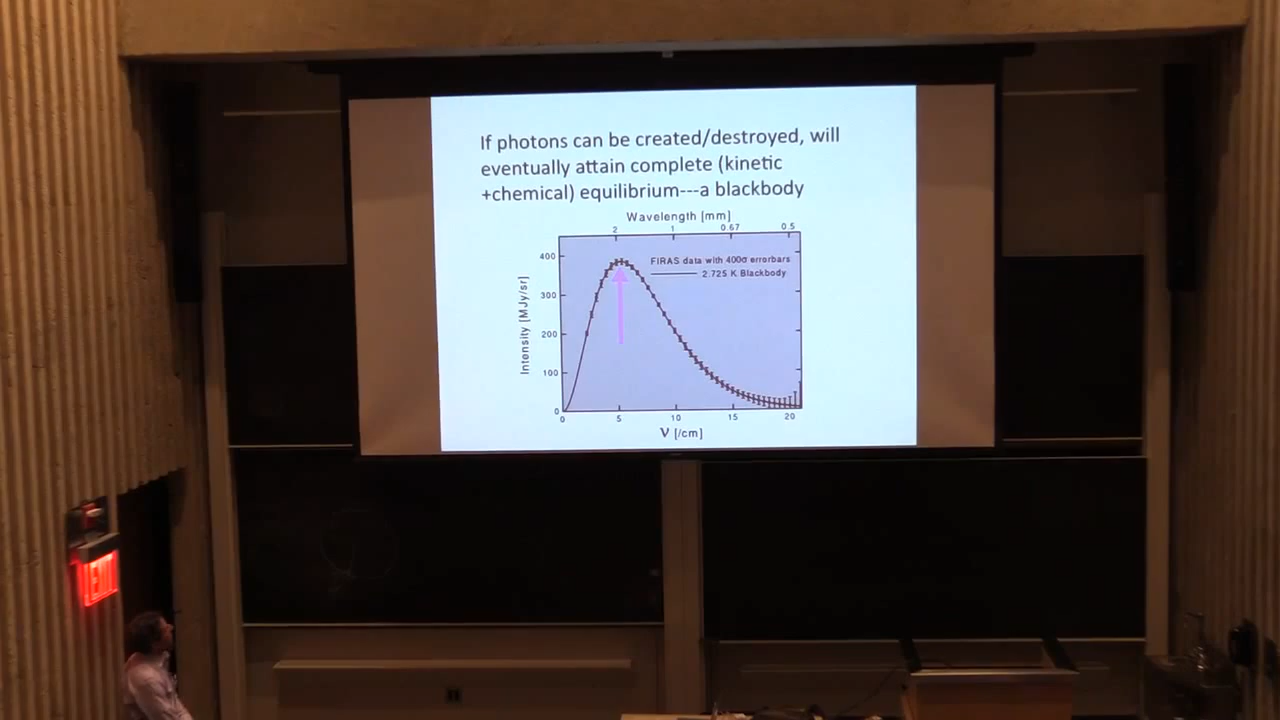 If photons can be created/destroyed, will
eventually attain complete (kinetic
+chemical) equilibrium---a blackbody
Wavelength [mm]
2 1 0.67 0.5
FIRAS data with 400σ errorbars
2.725 K Blackbody
Intensity [MJy/sr]
400
300
200
100
0
0 5 10 15 20
ν [/cm]
EXIT